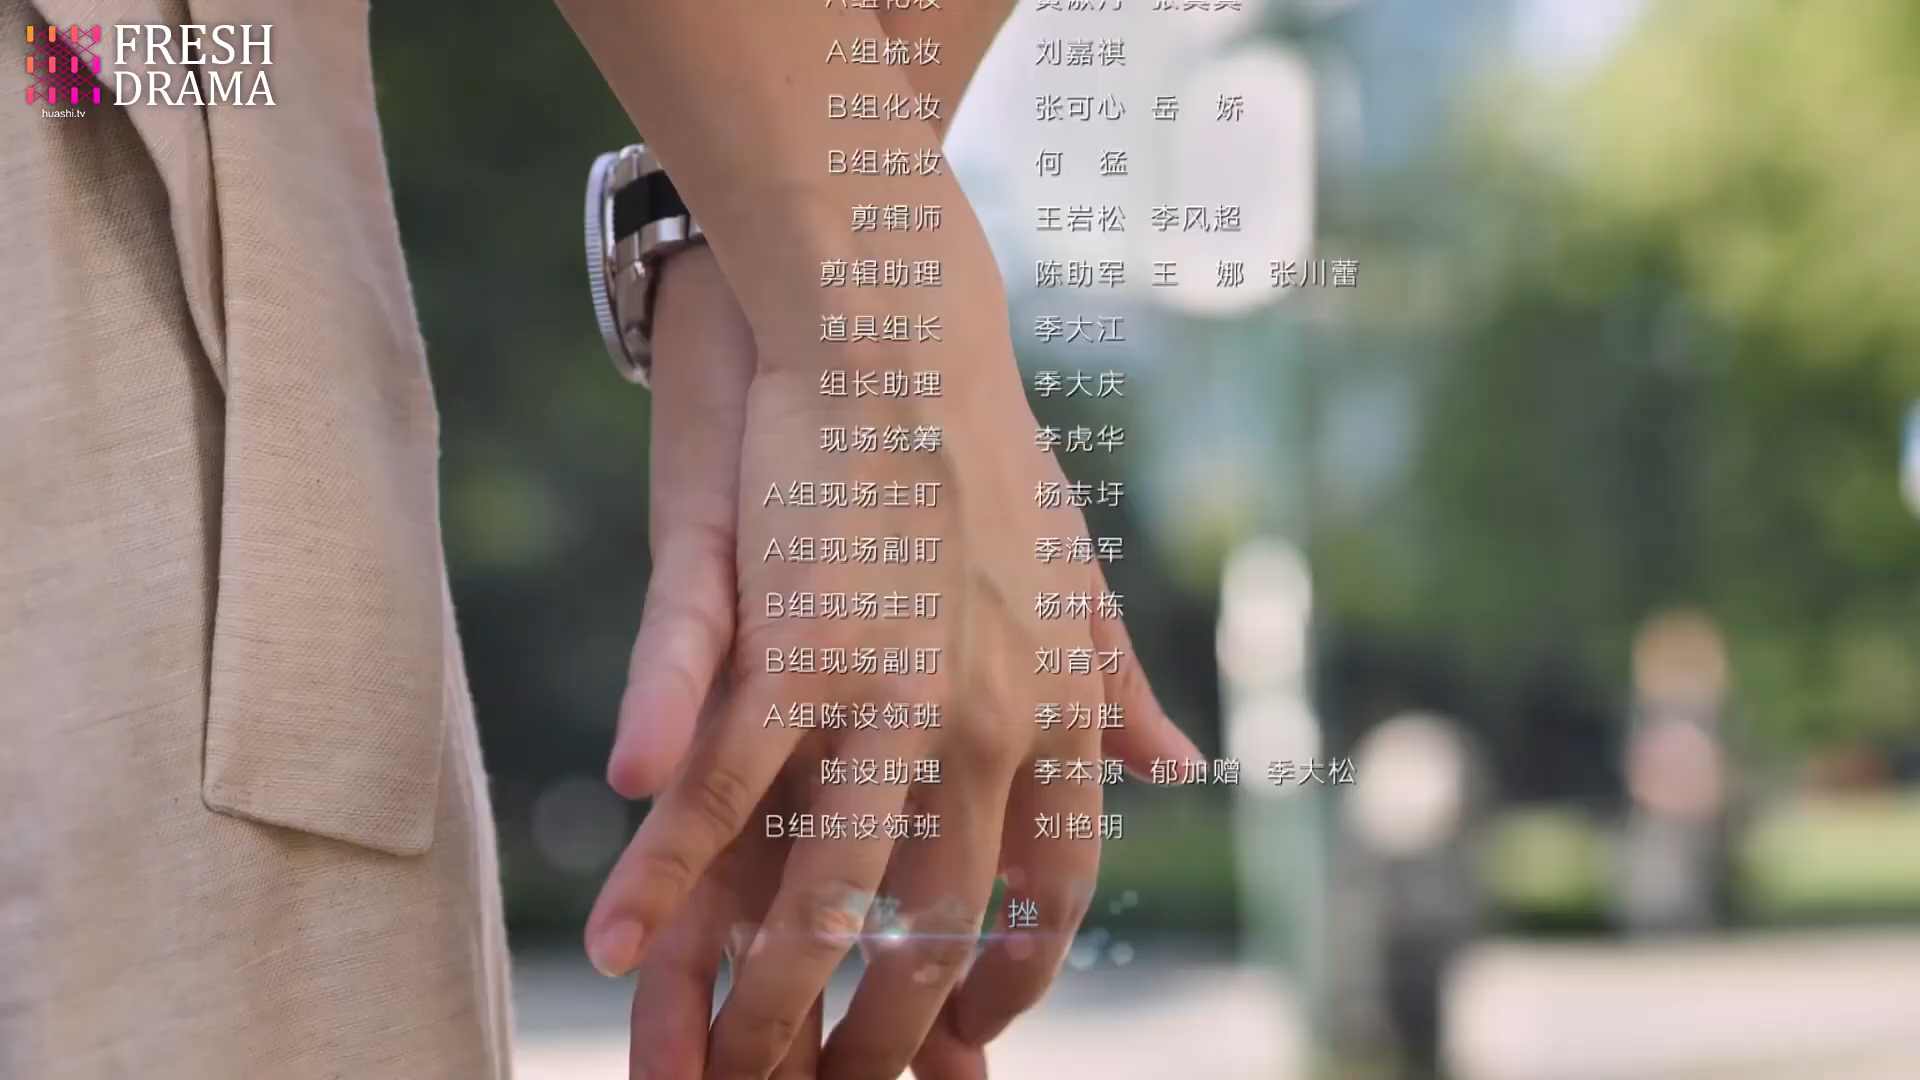 FRESH
DRAMA
huashi.tv
A组化妆
A组梳妆 刘嘉祺
B组化妆 张可心 岳 娇
B组梳妆 何 猛
剪辑师 王岩松 李风超
剪辑助理 陈助军 王 娜 张川蕾
道具组长 季大江
组长助理 季大庆
现场统筹 李虎华
A组现场主盯 杨志圩
A组现场副盯 季海军
B组现场主盯 杨林栋
B组现场副盯 刘育才
A组陈设领班 季为胜
陈设助理 季本源 郁加赠 季大松
B组陈设领班 刘艳明
挫